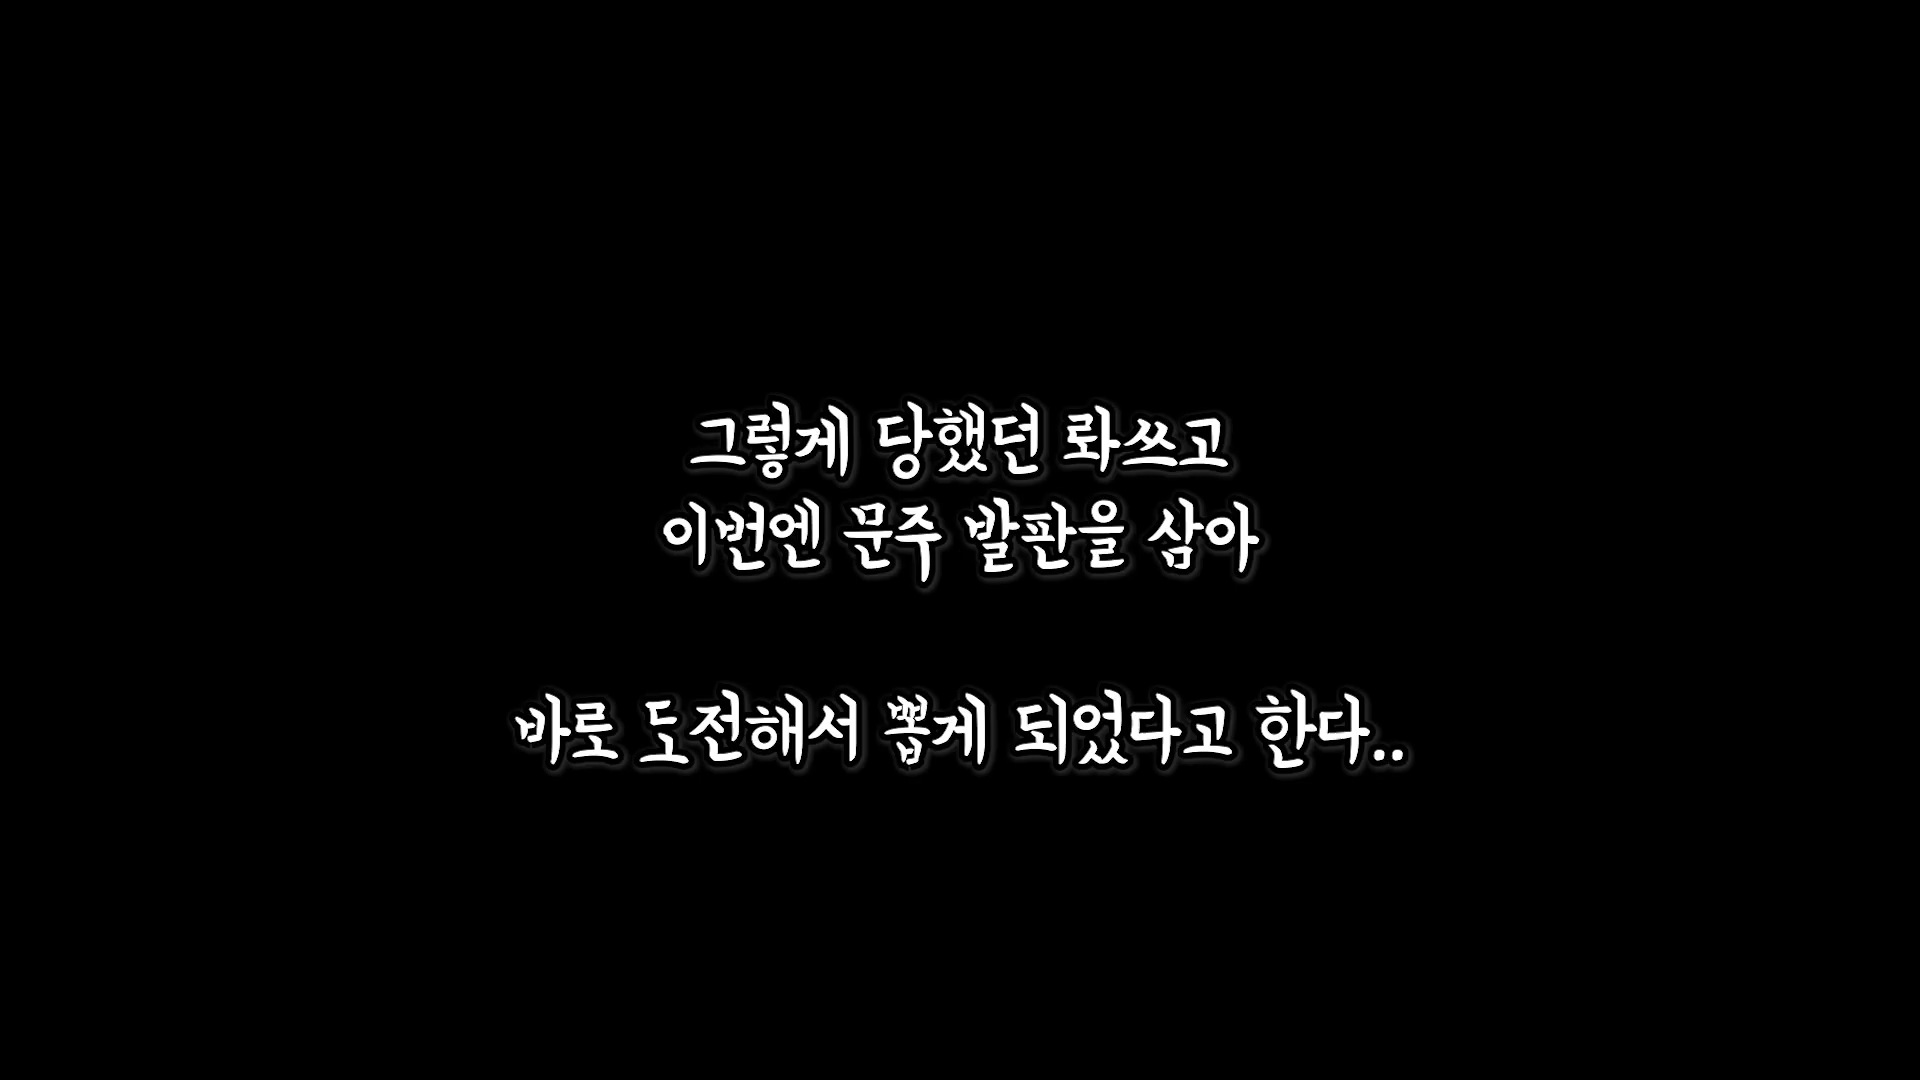 그렇게 당했던 롸쓰고
이번엔 문주 발판을 삼아
바로 도전해서 뽑게 되었다고 한다..